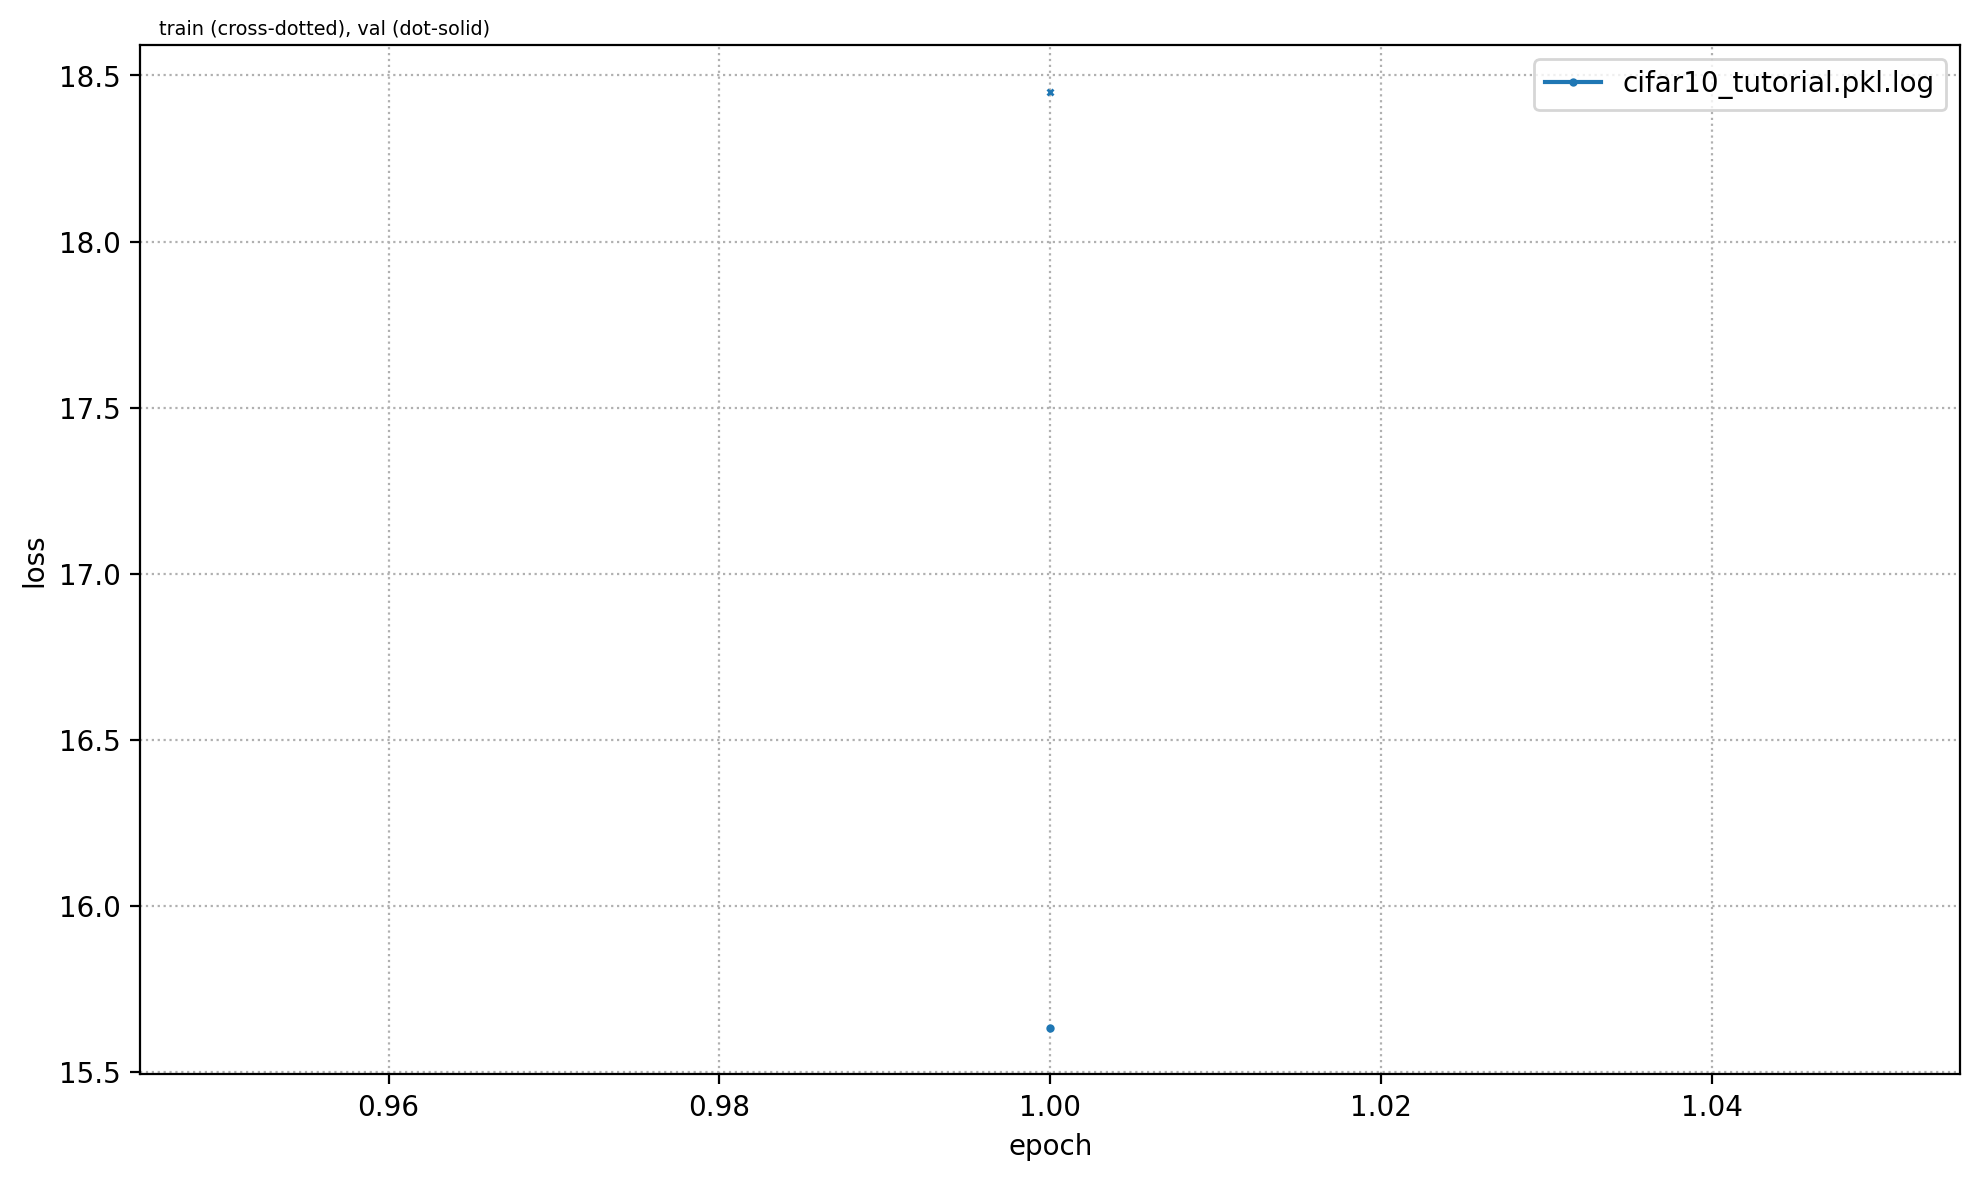 train (cross-dotted), val (dot-solid)
cifar10_tutorial.pkl.log
18.5
18.0
17.5
17.0
16.5
16.0
15.5
loss
0.96 0.98 1.00 1.02 1.04
epoch